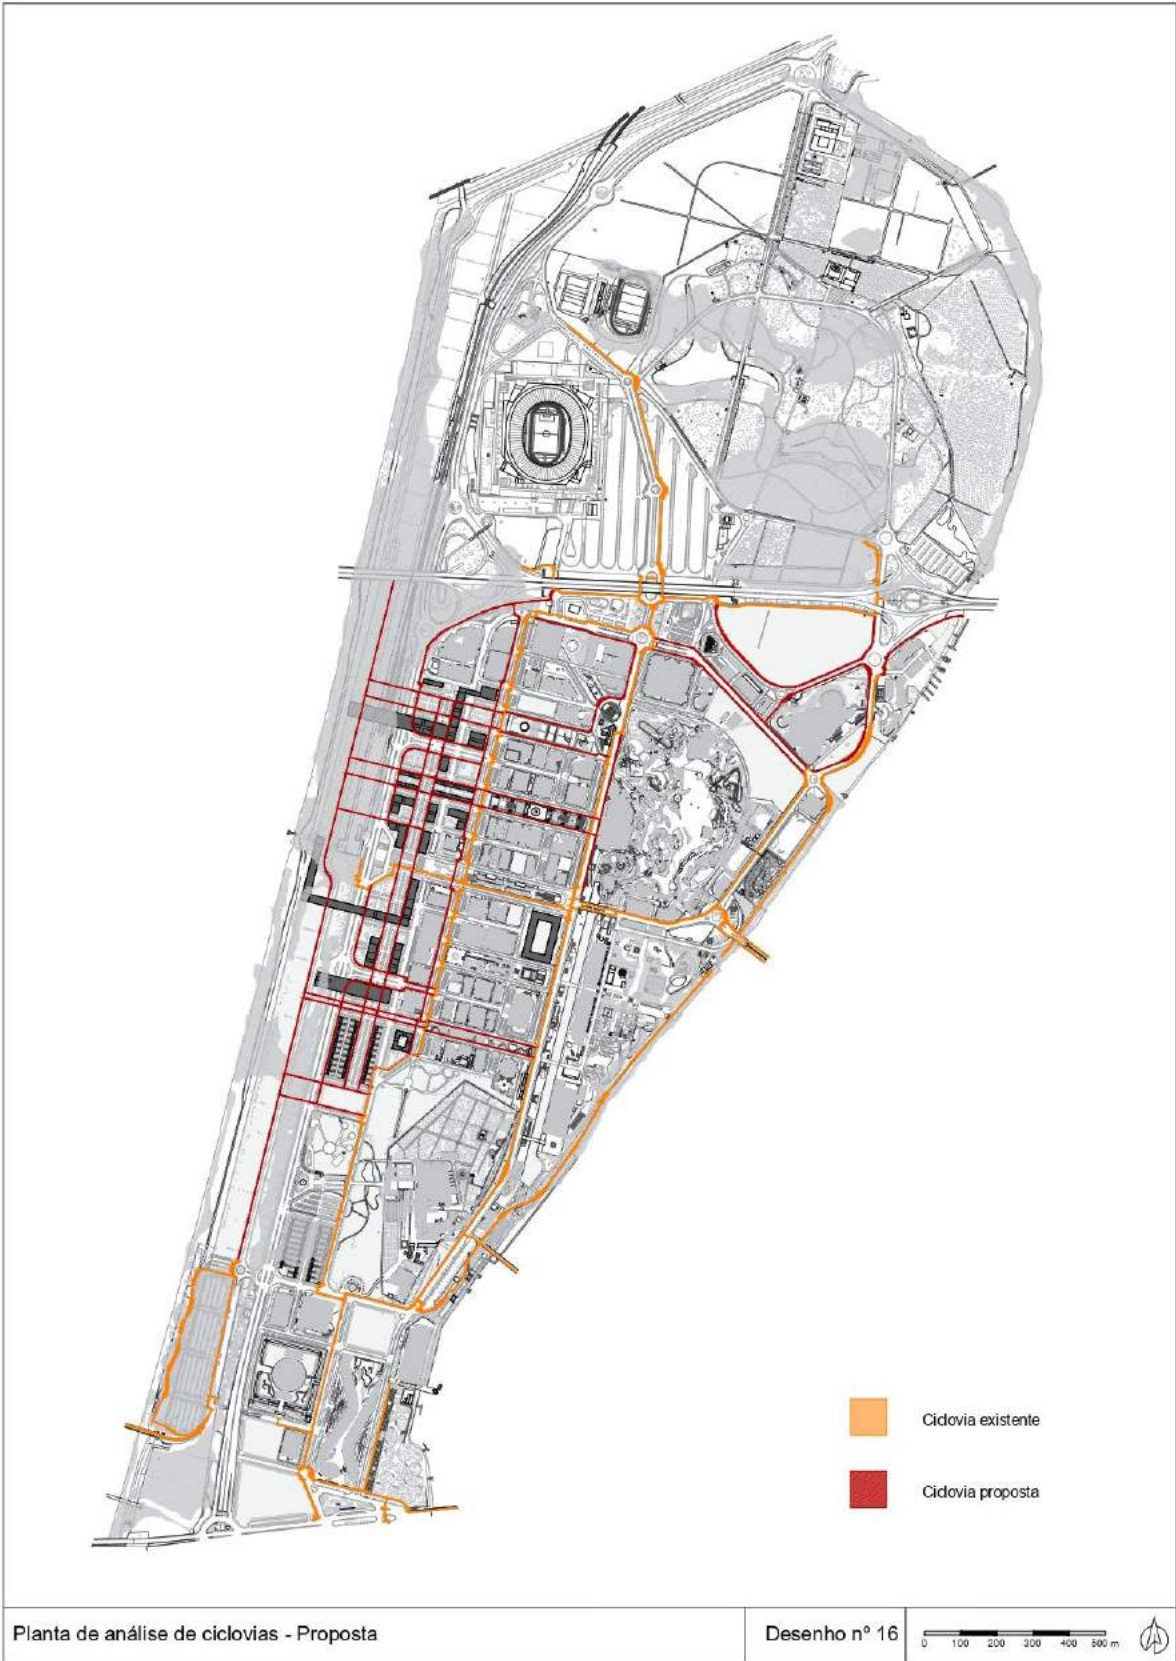 Ciclovia existente
Ciclovia proposta
Planta de análise de ciclovias - Proposta
Desenho nº 16
0 100 200 300 400 500 m